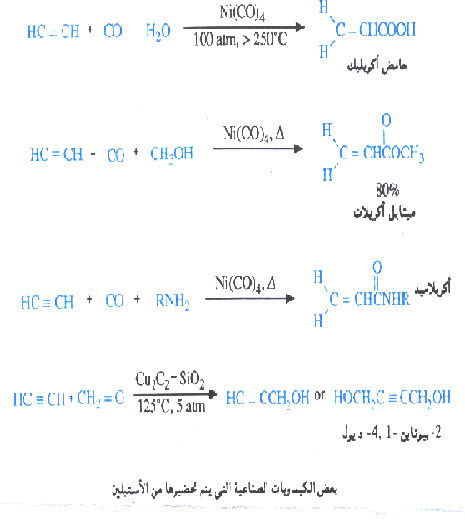 HC = CH + CO H₂O Ni(CO)₄ 100 atm, > 250°C H H C – CHCOOH
حامض أكريليك
HC = CH - CO + CH₃OH Ni(CO)₄, Δ H H C = CHCOCH₃ O
80%
ميثايل أكريلات
HC ≡ CH + CO + RNH₂ Ni(CO)₄, Δ H H C = CHCNHR O
أكريلاميد
HC ≡ CH + CH₂ = O Cu₂C₂ – SiO₂ 125°C, 5 atm HC – CCH₂OH or HOCH₂C ≡ CCH₂OH
2- بيوتاين -1 ,4- ديول
بعض الكيمدويات الصناعية التي يتم تحضيرها من الأستيلين